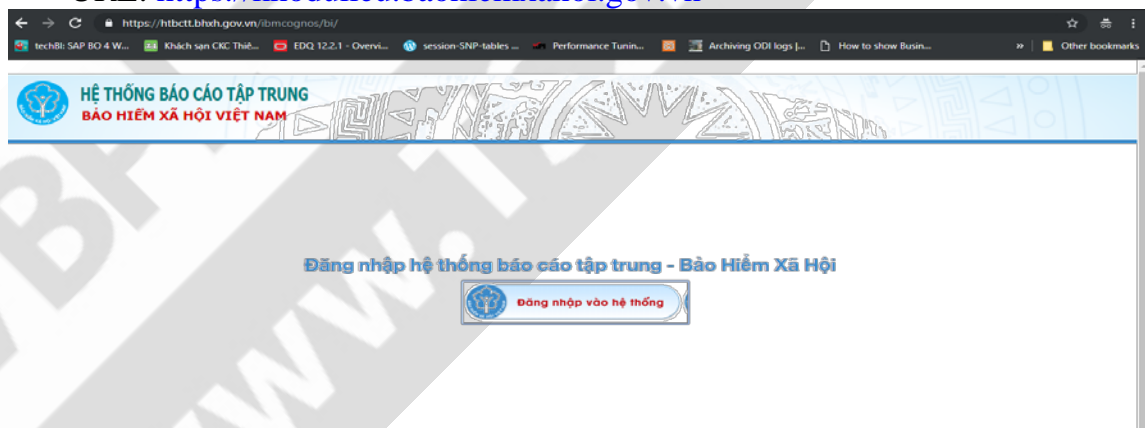 https://htbctt.bhxh.gov.vn/ibmcognos/bi/
techBI: SAP BO 4 W... Khách sạn CKC Thiê... EDQ 12.2.1 - Overvi... session-SNP-tables ... Performance Tunin... Archiving ODI logs |... How to show Busin... » Other bookmarks
HỆ THỐNG BÁO CÁO TẬP TRUNG
BẢO HIỂM XÃ HỘI VIỆT NAM
Đăng nhập hệ thống báo cáo tập trung - Bảo Hiểm Xã Hội
Đăng nhập vào hệ thống